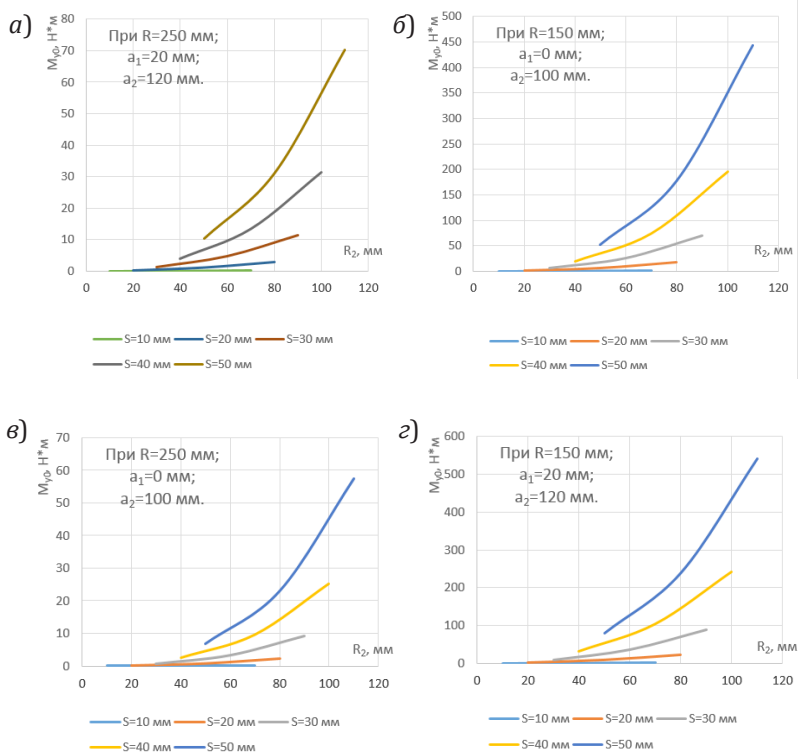 а)
M_y0, Н*м
80
70
60
50
40
30
20
10
0
При R=250 мм;
a₁=20 мм;
a₂=120 мм.
R₂, мм
0 20 40 60 80 100 120
S=10 мм S=20 мм S=30 мм
S=40 мм S=50 мм
б)
M_y0, Н*м
500
450
400
350
300
250
200
150
100
50
0
При R=150 мм;
a₁=0 мм;
a₂=100 мм.
R₂, мм
0 20 40 60 80 100 120
S=10 мм S=20 мм S=30 мм
S=40 мм S=50 мм
в)
M_y0, Н*м
70
60
50
40
30
20
10
0
При R=250 мм;
a₁=0 мм;
a₂=100 мм.
R₂, мм
0 20 40 60 80 100 120
S=10 мм S=20 мм S=30 мм
S=40 мм S=50 мм
г)
M_y0, Н*м
600
500
400
300
200
100
0
При R=150 мм;
a₁=20 мм;
a₂=120 мм.
R₂, мм
0 20 40 60 80 100 120
S=10 мм S=20 мм S=30 мм
S=40 мм S=50 мм